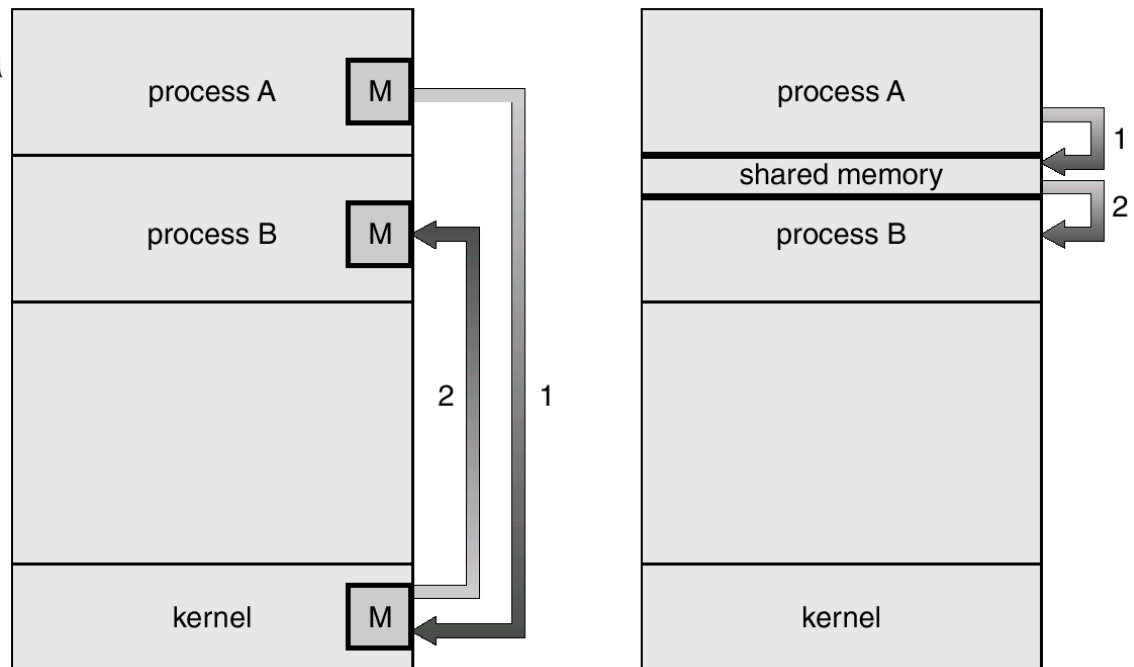 process A
M
process B
M
2
1
kernel
M
process A
1
shared memory
2
process B
kernel